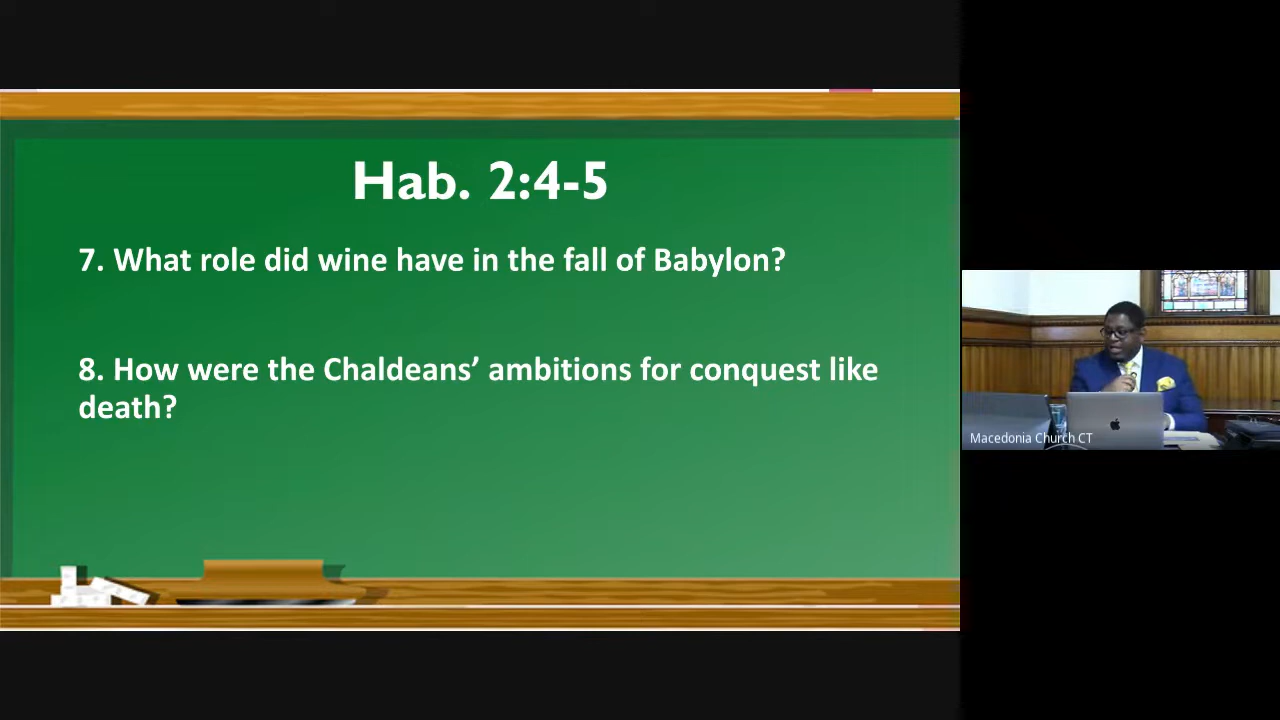 Hab. 2:4-5
7. What role did wine have in the fall of Babylon?
8. How were the Chaldeans’ ambitions for conquest like
death?
Macedonia Church CT